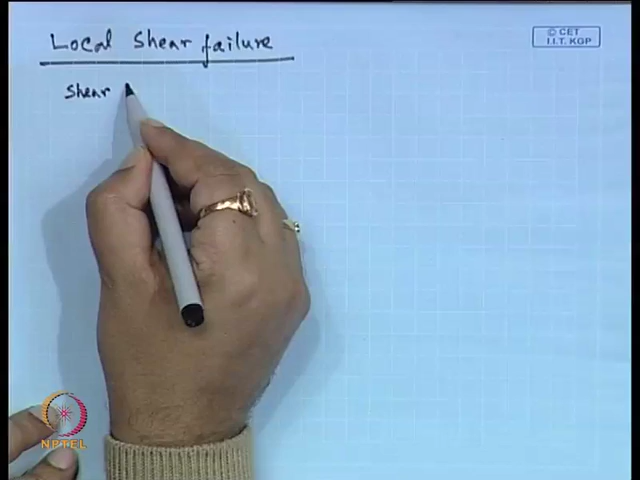 Local Shear failure
© CET
I.I.T. KGP
Shear
NPTEL